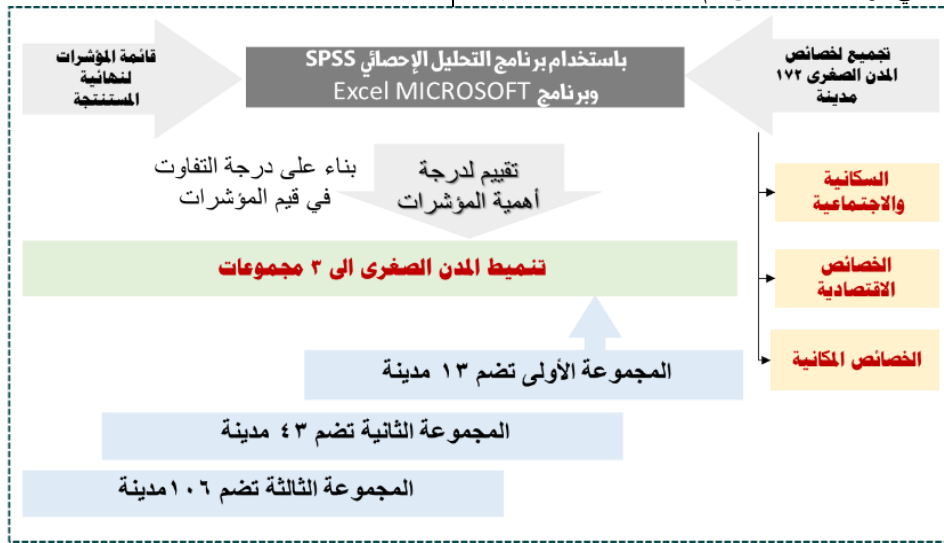 تجميع لخصائص
المدن الصغرى ١٧٢
مدينة
باستخدام برنامج التحليل الإحصائي SPSS
وبرنامج Excel MICROSOFT
قائمة المؤشرات
لنهائية
المستنتجة
السكانية
والاجتماعية
الخصائص
الاقتصادية
الخصائص المكانية
تقييم لدرجة
أهمية المؤشرات
بناء على درجة التفاوت
في قيم المؤشرات
تنميط المدن الصغرى الى ٣ مجموعات
المجموعة الأولى تضم ١٣ مدينة
المجموعة الثانية تضم ٤٣ مدينة
المجموعة الثالثة تضم ١٠٦مدينة